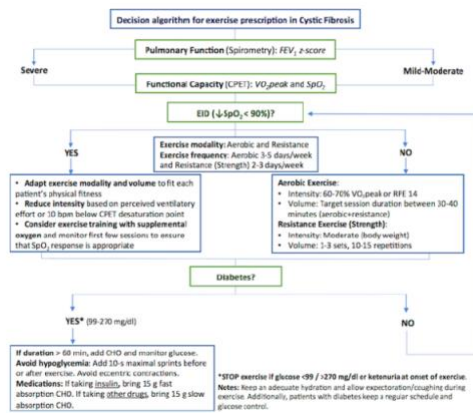 Decision algorithm for exercise prescription in Cystic Fibrosis
Pulmonary Function (Spirometry): FEV1 z-score
Severe
Mild-Moderate
Functional Capacity (CPET): VO2peak and SpO2
EID (↓SpO2 < 90%)?
YES
Exercise modality: Aerobic and Resistance
Exercise frequency: Aerobic 3-5 days/week
and Resistance (Strength) 2-3 days/week
NO
• Adapt exercise modality and volume to fit each
patient's physical fitness
• Reduce intensity based on perceived ventilatory
effort or 10 bpm below CPET desaturation point
• Consider exercise training with supplemental
oxygen and monitor first few sessions to ensure
that SpO2 response is appropriate
Aerobic Exercise:
• Intensity: 60-70% VO2peak or RFE 14
• Volume: Target session duration between 30-40
minutes (aerobic+resistance)
Resistance Exercise (Strength):
• Intensity: Moderate (body weight)
• Volume: 1-3 sets, 10-15 repetitions
Diabetes?
YES* (99-270 mg/dl)
NO
If duration > 60 min, add CHO and monitor glucose.
Avoid hypoglycemia: Add 10-s maximal sprints before
or after exercise. Avoid eccentric contractions.
Medications: If taking insulin, bring 15 g fast
absorption CHO. If taking other drugs, bring 15 g slow
absorption CHO.
*STOP exercise if glucose <99 / >270 mg/dl or ketenuria at onset of exercise.
Notes: Keep an adequate hydration and allow expectoration/coughing during
exercise. Additionally, patients with diabetes keep a regular schedule and
glucose control.